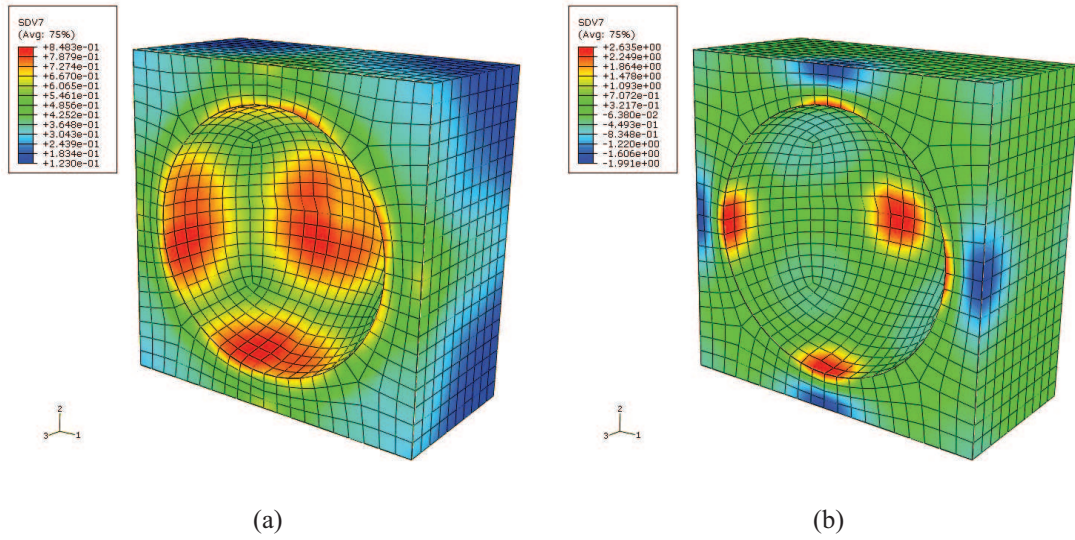 SDV7
(Avg: 75%)
+8.483e-01
+7.879e-01
+7.274e-01
+6.670e-01
+6.065e-01
+5.461e-01
+4.856e-01
+4.252e-01
+3.648e-01
+3.043e-01
+2.439e-01
+1.834e-01
+1.230e-01
2
3
1
(a)
SDV7
(Avg: 75%)
+2.635e+00
+2.249e+00
+1.864e+00
+1.478e+00
+1.093e+00
+7.072e-01
+3.217e-01
-6.380e-02
-4.493e-01
-8.348e-01
-1.220e+00
-1.606e+00
-1.991e+00
2
3
1
(b)